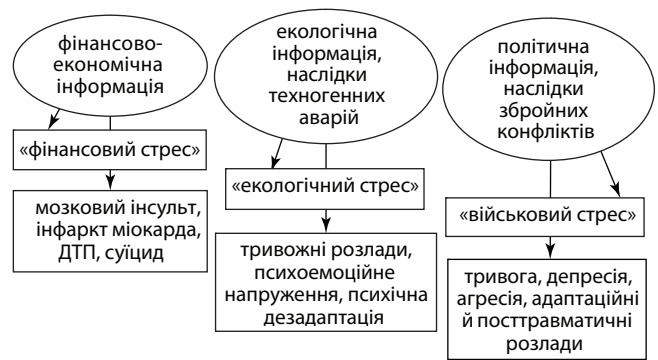 фінансово-
економічна
інформація
«фінансовий стрес»
мозковий інсульт,
інфаркт міокарда,
ДТП, суїцид
екологічна
інформація,
наслідки
техногенних
аварій
«екологічний стрес»
тривожні розлади,
психоемоційне
напруження, психічна
дезадаптація
політична
інформація,
наслідки
збройних
конфліктів
«військовий стрес»
тривога, депресія,
агресія, адаптаційні
й посттравматичні
розлади